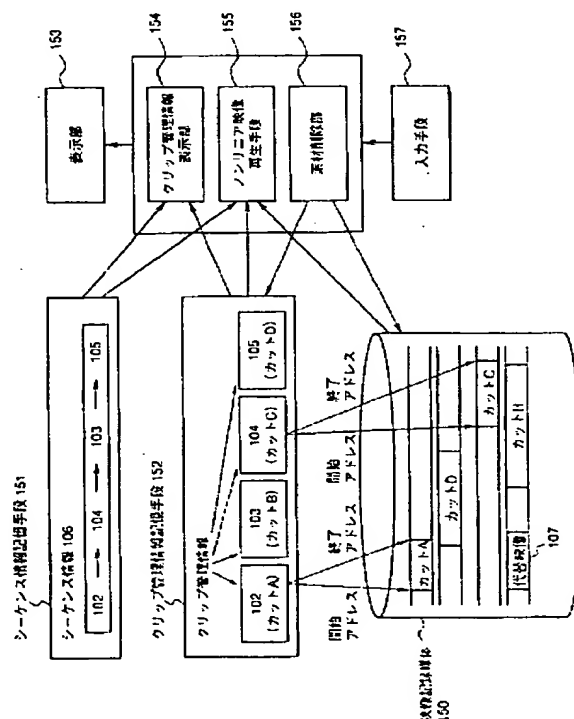 153
表示部
154
クリップ管理情報
表示部
155
ノンリニア映像
再生手段
156
素材削除部
157
入力手段
シーケンス情報記憶手段 151
シーケンス情報 106
102
104
103
105
クリップ管理情報記憶手段 152
クリップ管理情報
102
(カットA)
103
(カットB)
104
(カットC)
105
(カットD)
開始
アドレス
終了
アドレス
開始
アドレス
終了
アドレス
カットA
カットD
カットC
代替映像
107
映像記録媒体
150